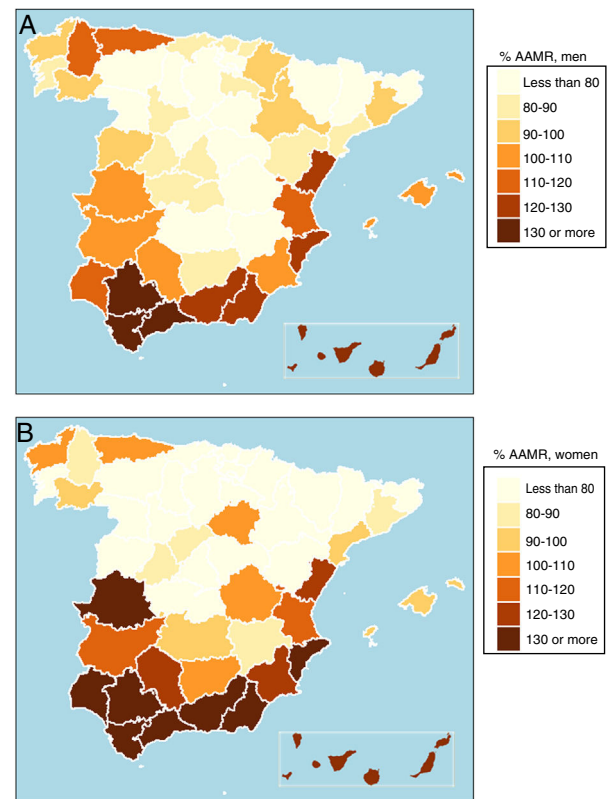 A
% AAMR, men
Less than 80
80-90
90-100
100-110
110-120
120-130
130 or more
B
% AAMR, women
Less than 80
80-90
90-100
100-110
110-120
120-130
130 or more